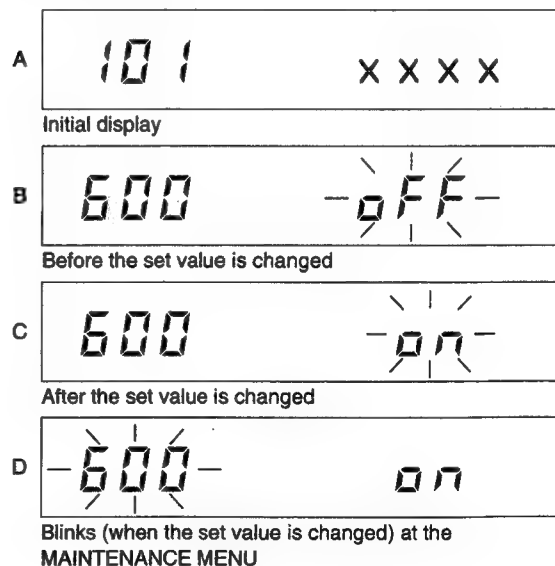 A
101 X X X X
Initial display
B
600 oFF
Before the set value is changed
C
600 on
After the set value is changed
D
600 on
Blinks (when the set value is changed) at the
MAINTENANCE MENU